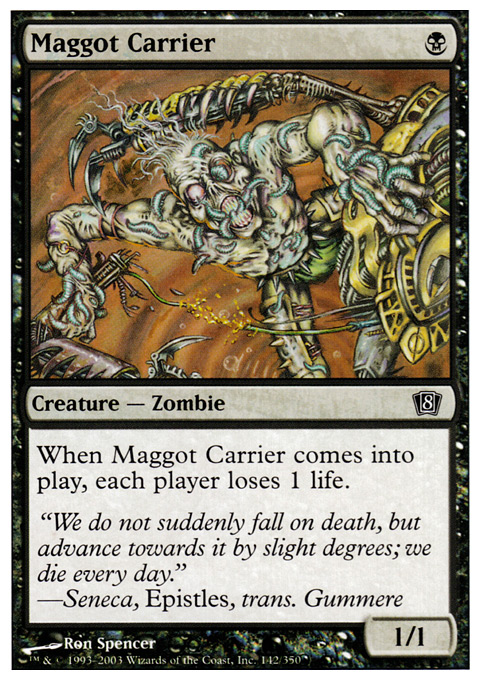 Maggot Carrier
Creature — Zombie
8
When Maggot Carrier comes into
play, each player loses 1 life.
“We do not suddenly fall on death, but
advance towards it by slight degrees; we
die every day.”
—Seneca, Epistles, trans. Gummere
1/1
Ron Spencer
™ & © 1993–2003 Wizards of the Coast, Inc. 142/350